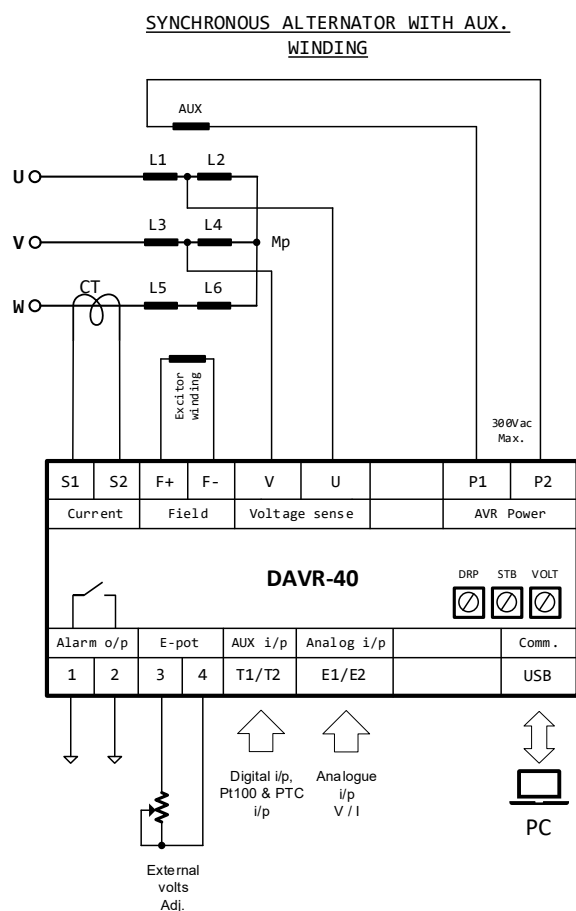 SYNCHRONOUS ALTERNATOR WITH AUX.
WINDING
AUX
L1 L2
U
L3 L4
V Mp
CT L5 L6
W
Excitor
winding
300Vac
Max.
S1 S2 F+ F- V U P1 P2
Current Field Voltage sense AVR Power
DAVR-40
DRP STB VOLT
Alarm o/p E-pot AUX i/p Analog i/p Comm.
1 2 3 4 T1/T2 E1/E2 USB
Digital i/p,
Pt100 & PTC
i/p
Analogue
i/p
V / I
PC
External
volts
Adj.